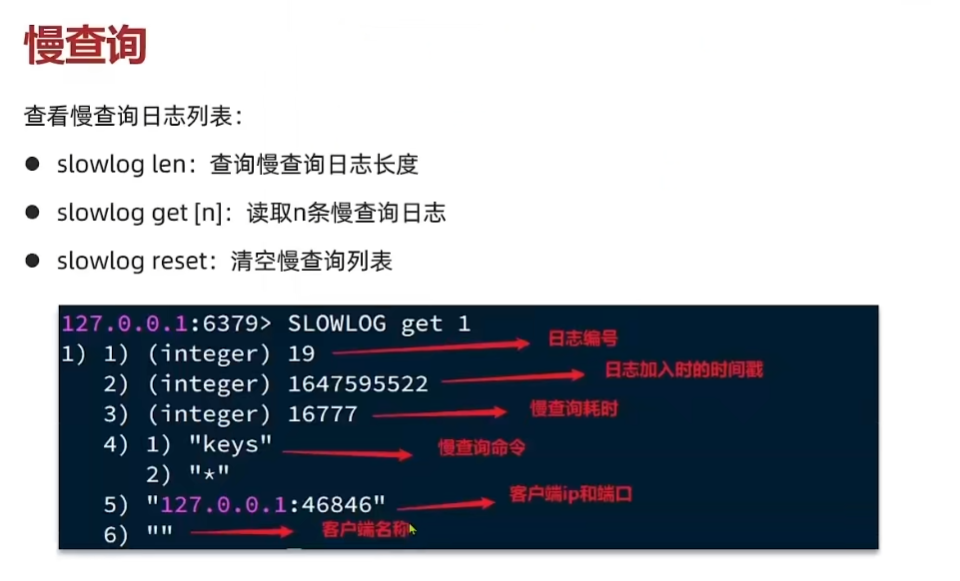 慢查询
查看慢查询日志列表：
● slowlog len：查询慢查询日志长度
● slowlog get [n]：读取n条慢查询日志
● slowlog reset：清空慢查询列表
127.0.0.1:6379> SLOWLOG get 1
1) 1) (integer) 19 日志编号
2) (integer) 1647595522 日志加入时的时间戳
3) (integer) 16777 慢查询耗时
4) 1) "keys" 慢查询命令
2) "*"
5) "127.0.0.1:46846" 客户端ip和端口
6) "" 客户端名称